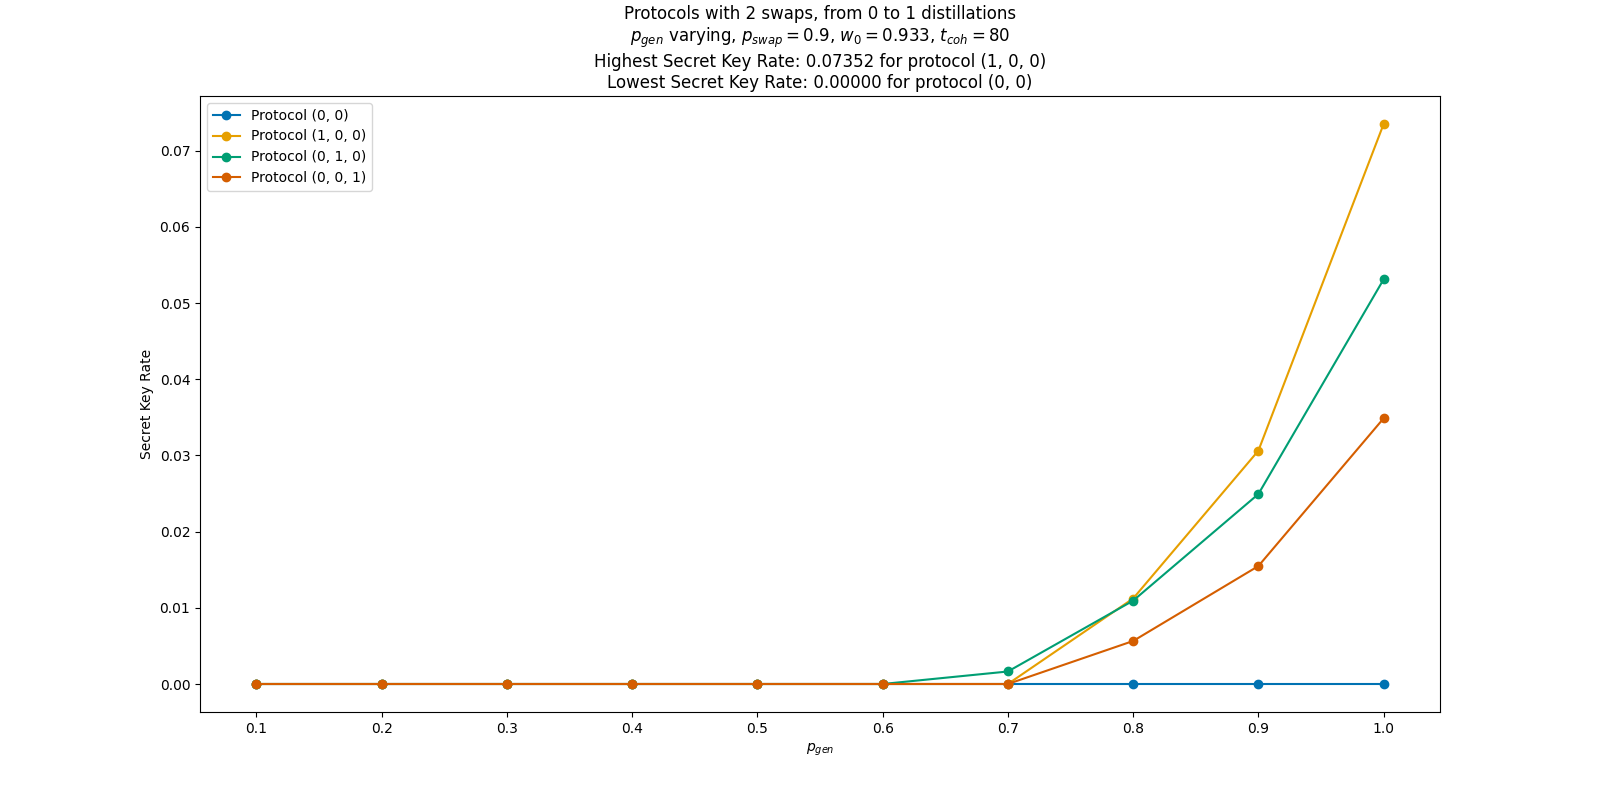 Protocols with 2 swaps, from 0 to 1 distillations
p_gen varying, p_swap = 0.9, w_0 = 0.933, t_coh = 80
Highest Secret Key Rate: 0.07352 for protocol (1, 0, 0)
Lowest Secret Key Rate: 0.00000 for protocol (0, 0)
Protocol (0, 0)
Protocol (1, 0, 0)
Protocol (0, 1, 0)
Protocol (0, 0, 1)
Secret Key Rate
0.07
0.06
0.05
0.04
0.03
0.02
0.01
0.00
0.1 0.2 0.3 0.4 0.5 0.6 0.7 0.8 0.9 1.0
p_gen